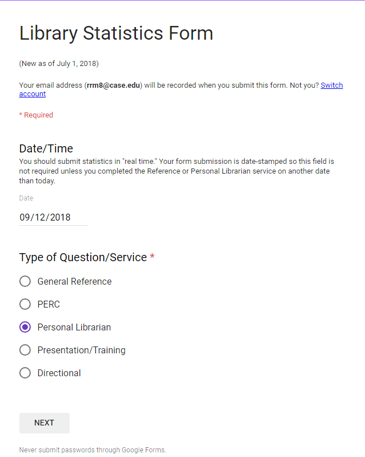 Library Statistics Form
(New as of July 1, 2018)
Your email address (rrm8@case.edu) will be recorded when you submit this form. Not you? Switch
account
* Required
Date/Time
You should submit statistics in "real time." Your form submission is date-stamped so this field is
not required unless you completed the Reference or Personal Librarian service on another date
than today.
Date
09/12/2018
Type of Question/Service *
General Reference
PERC
Personal Librarian
Presentation/Training
Directional
NEXT
Never submit passwords through Google Forms.